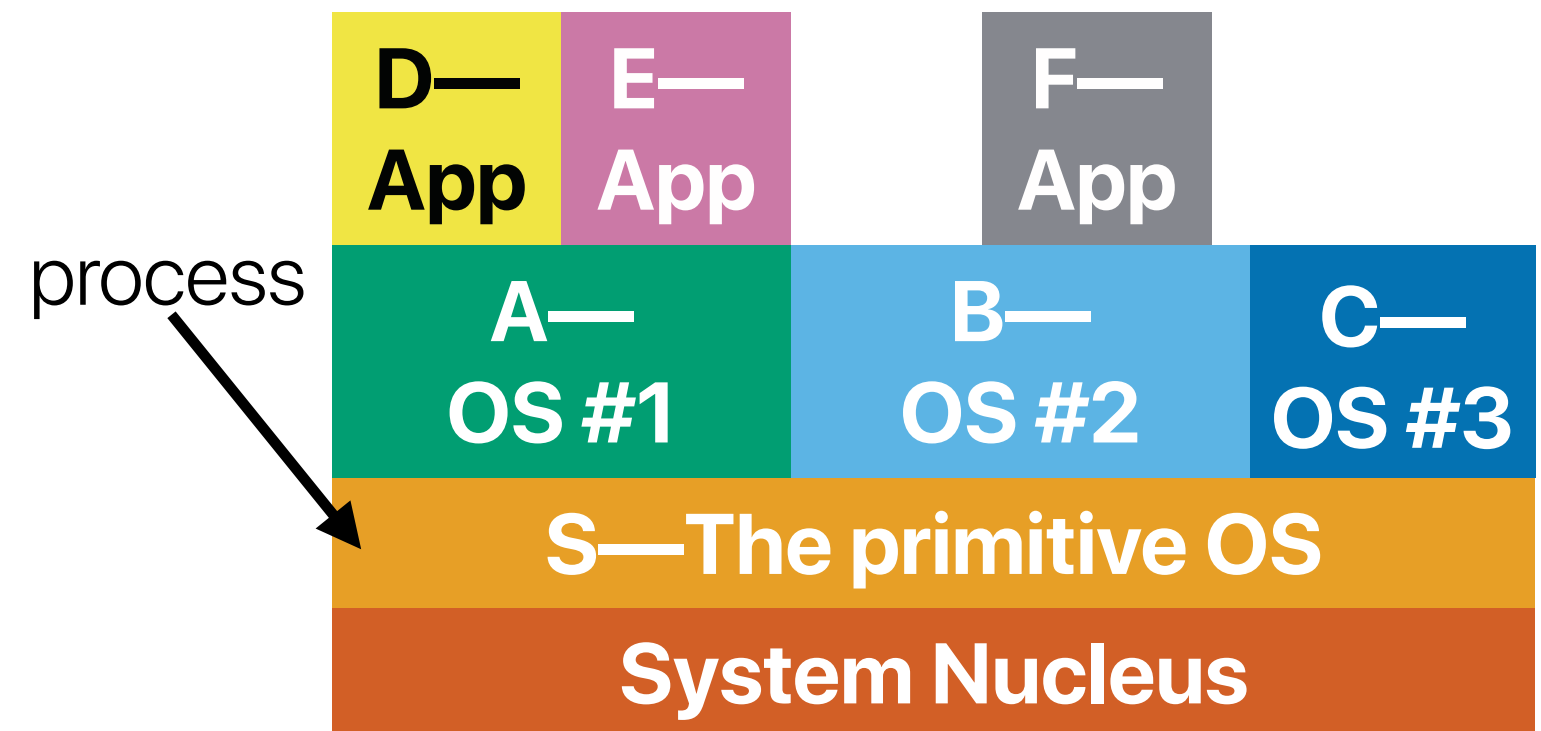 D—
App
E—
App
F—
App
process
A—
OS #1
B—
OS #2
C—
OS #3
S—The primitive OS
System Nucleus